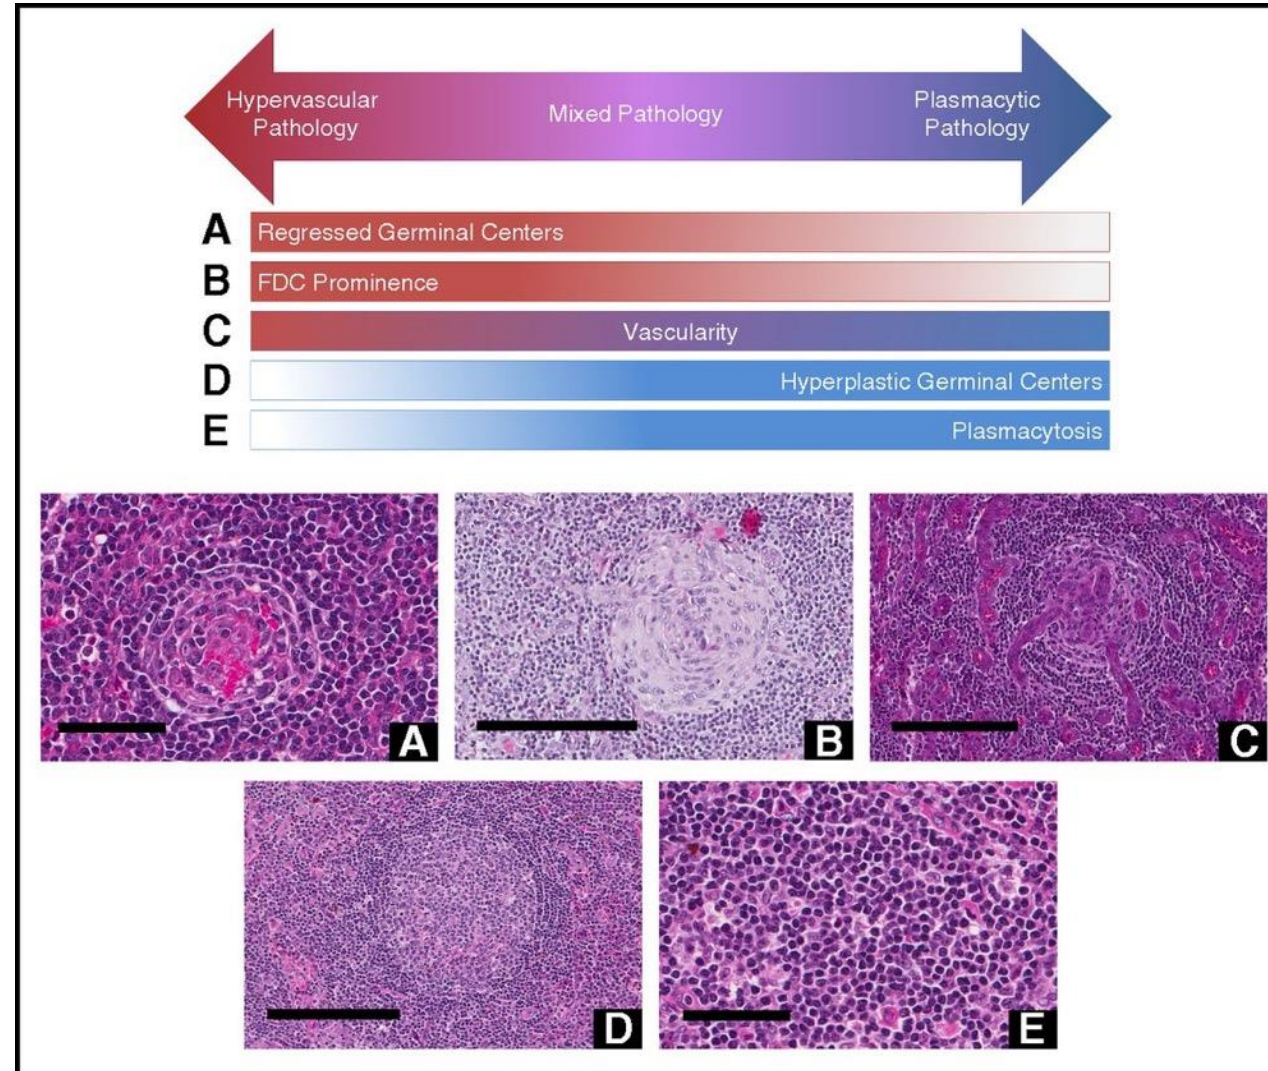 Hypervascular
Pathology
Mixed Pathology
Plasmacytic
Pathology
A Regressed Germinal Centers
B FDC Prominence
C Vascularity
D Hyperplastic Germinal Centers
E Plasmacytosis
A
B
C
D
E